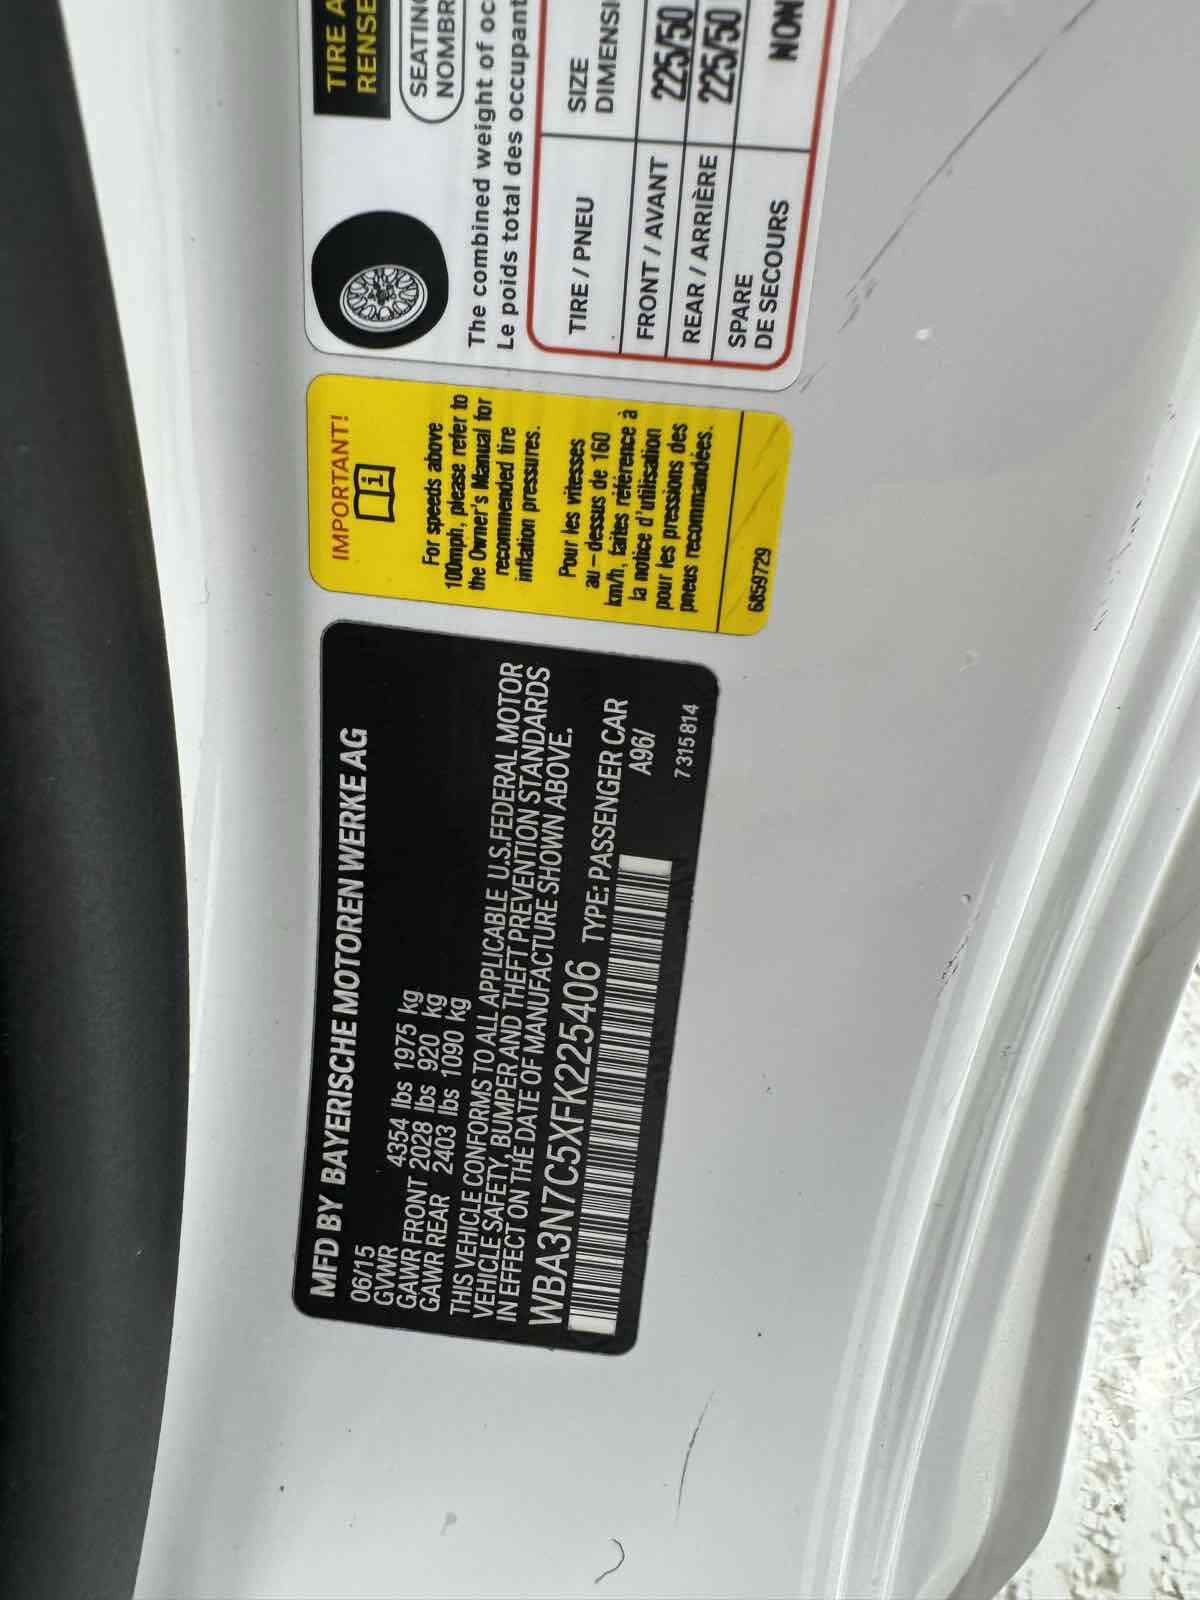 MFD BY BAYERISCHE MOTOREN WERKE AG
06/15
GVWR 4354 lbs 1975 kg
GAWR FRONT 2028 lbs 920 kg
GAWR REAR 2403 lbs 1090 kg
THIS VEHICLE CONFORMS TO ALL APPLICABLE U.S.FEDERAL MOTOR
VEHICLE SAFETY, BUMPER AND THEFT PREVENTION STANDARDS
IN EFFECT ON THE DATE OF MANUFACTURE SHOWN ABOVE.
WBA3N7C5XFK225406 TYPE: PASSENGER CAR
A96/
7 315 814
IMPORTANT!
For speeds above
100mph, please refer to
the Owner's Manual for
recommended tire
inflation pressures.
Pour les vitesses
au-dessus de 160
km/h, faites référence à
la notice d'utilisation
pour les pressions des
pneus recommandées.
6859729
TIRE
RENSE
SEATING
NOMBR
The combined weight of oc
Le poids total des occupant
TIRE / PNEU SIZE
DIMENSI
FRONT / AVANT 225/50
REAR / ARRIÈRE 225/50
SPARE
DE SECOURS NON